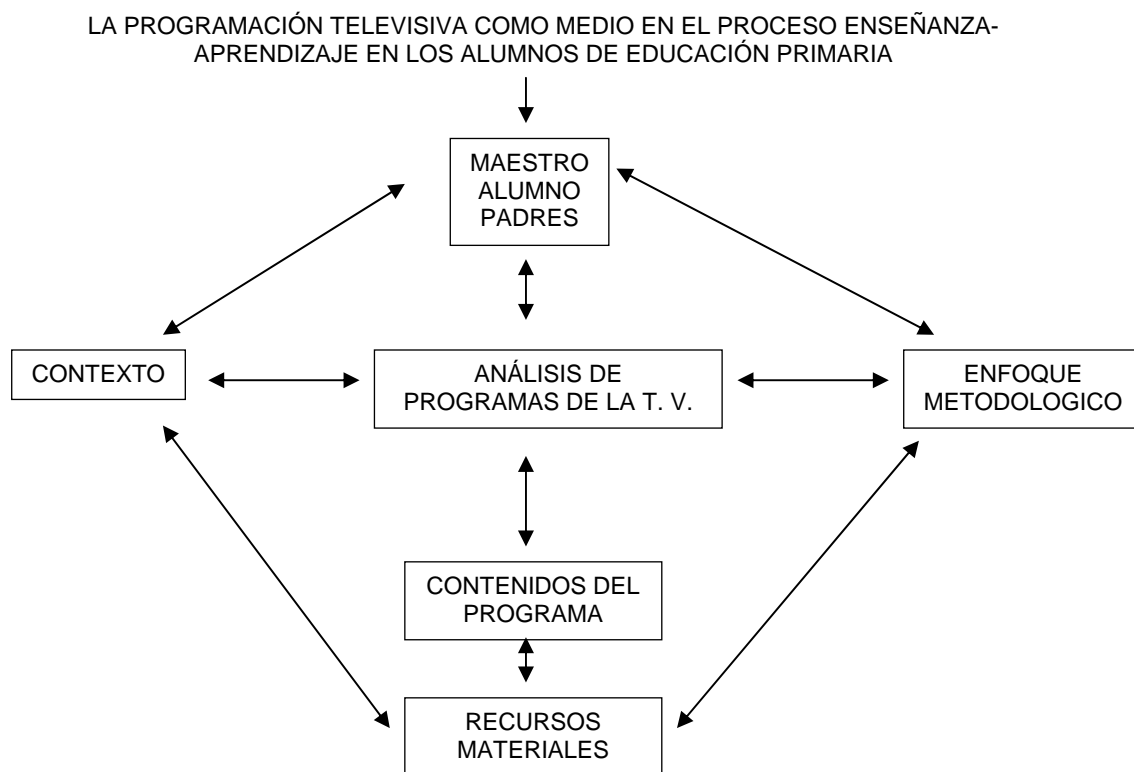 LA PROGRAMACIÓN TELEVISIVA COMO MEDIO EN EL PROCESO ENSEÑANZA-
APRENDIZAJE EN LOS ALUMNOS DE EDUCACIÓN PRIMARIA
MAESTRO
ALUMNO
PADRES
CONTEXTO
ANÁLISIS DE
PROGRAMAS DE LA T. V.
ENFOQUE
METODOLOGICO
CONTENIDOS DEL
PROGRAMA
RECURSOS
MATERIALES